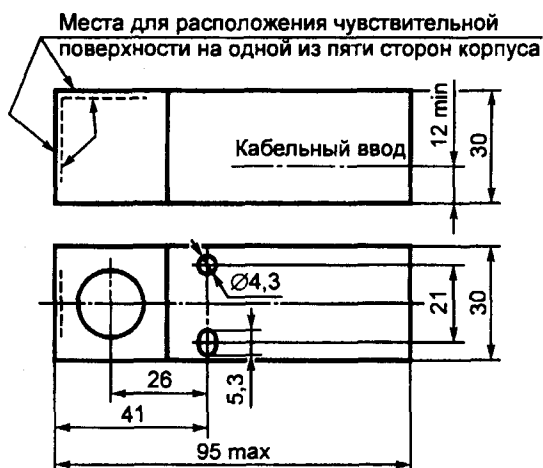 Места для расположения чувствительной
поверхности на одной из пяти сторон корпуса
12 min
30
Кабельный ввод
Ø4,3
21
30
26
5,3
41
95 max